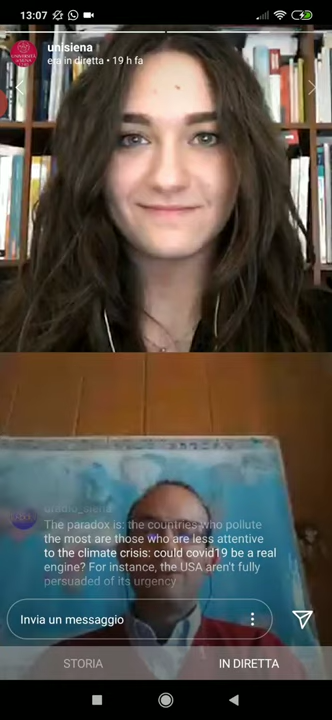 13:07
unisiena
era in diretta • 19 h fa
The paradox is: the countries who pollute
the most are those who are less attentive
to the climate crisis: could covid19 be a real
engine? For instance, the USA aren't fully
persuaded of its urgency
Invia un messaggio
STORIA
IN DIRETTA